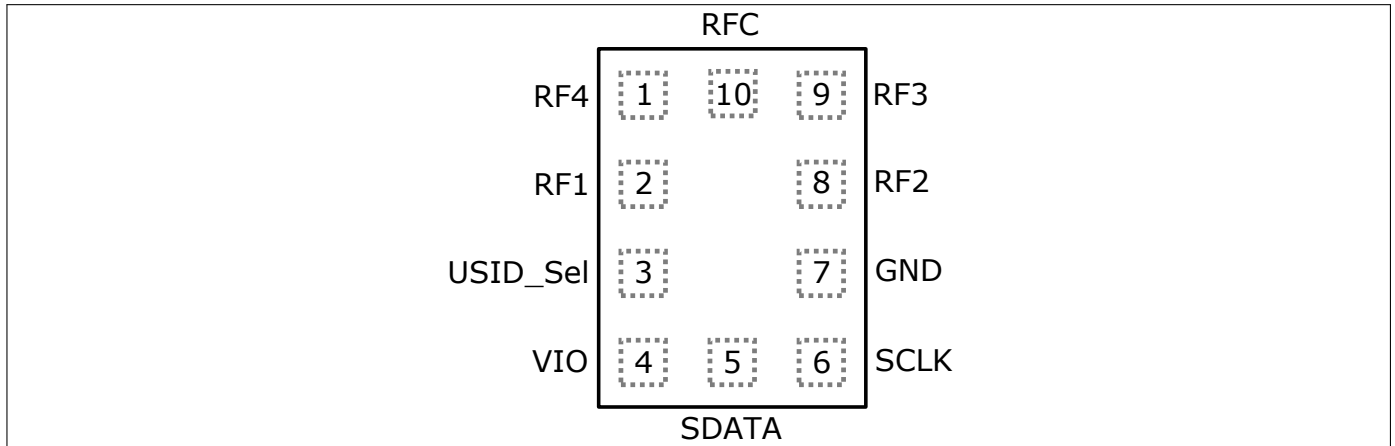 RFC
RF4 1 10 9 RF3
RF1 2 8 RF2
USID_Sel 3 7 GND
VIO 4 5 6 SCLK
SDATA